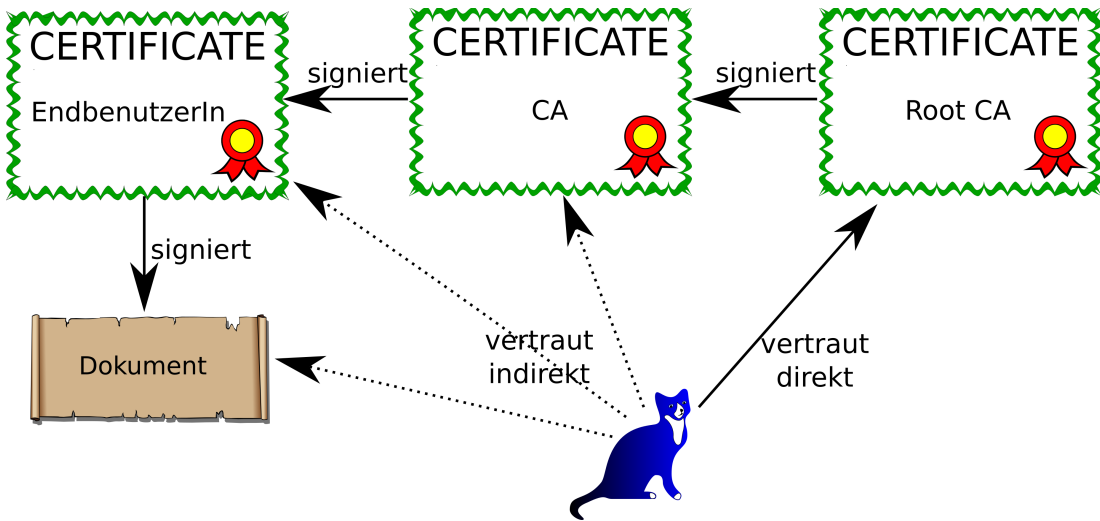 CERTIFICATE
EndbenutzerIn
signiert
CERTIFICATE
CA
signiert
CERTIFICATE
Root CA
signiert
Dokument
vertraut
indirekt
vertraut
direkt